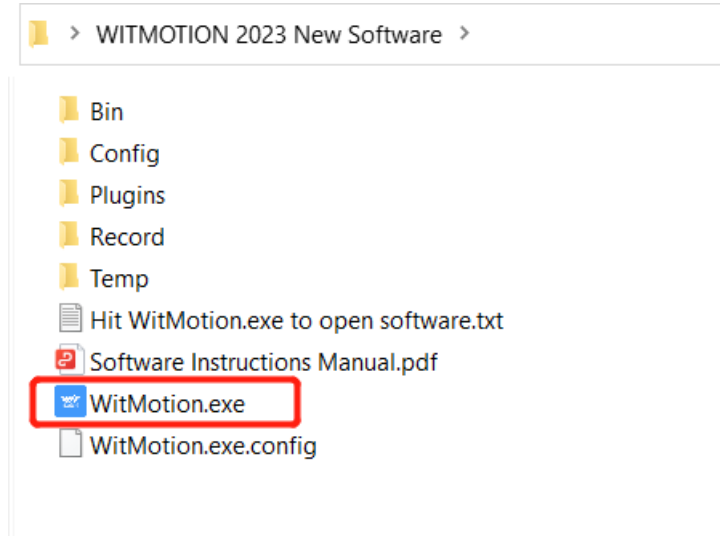 WITMOTION 2023 New Software
Bin
Config
Plugins
Record
Temp
Hit WitMotion.exe to open software.txt
Software Instructions Manual.pdf
WitMotion.exe
WitMotion.exe.config